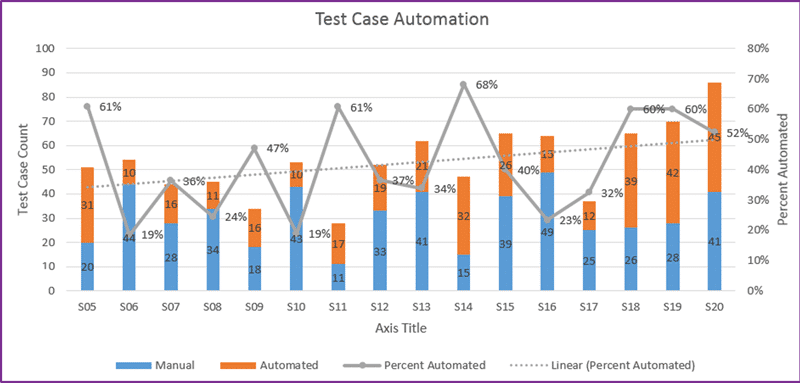 Test Case Automation
100 80%
90 70%
80 60%
70 50%
60 40%
50 30%
40 20%
30 10%
20 0%
10
0
Test Case Count
Percent Automated
61% 19% 36% 24% 47% 19% 61% 37% 34% 68% 40% 23% 32% 60% 60% 52%
31 10 16 11 16 10 17 19 21 32 26 15 12 39 42 45
20 44 28 34 18 43 11 33 41 15 39 49 25 26 28 41
S05 S06 S07 S08 S09 S10 S11 S12 S13 S14 S15 S16 S17 S18 S19 S20
Axis Title
Manual Automated Percent Automated Linear (Percent Automated)